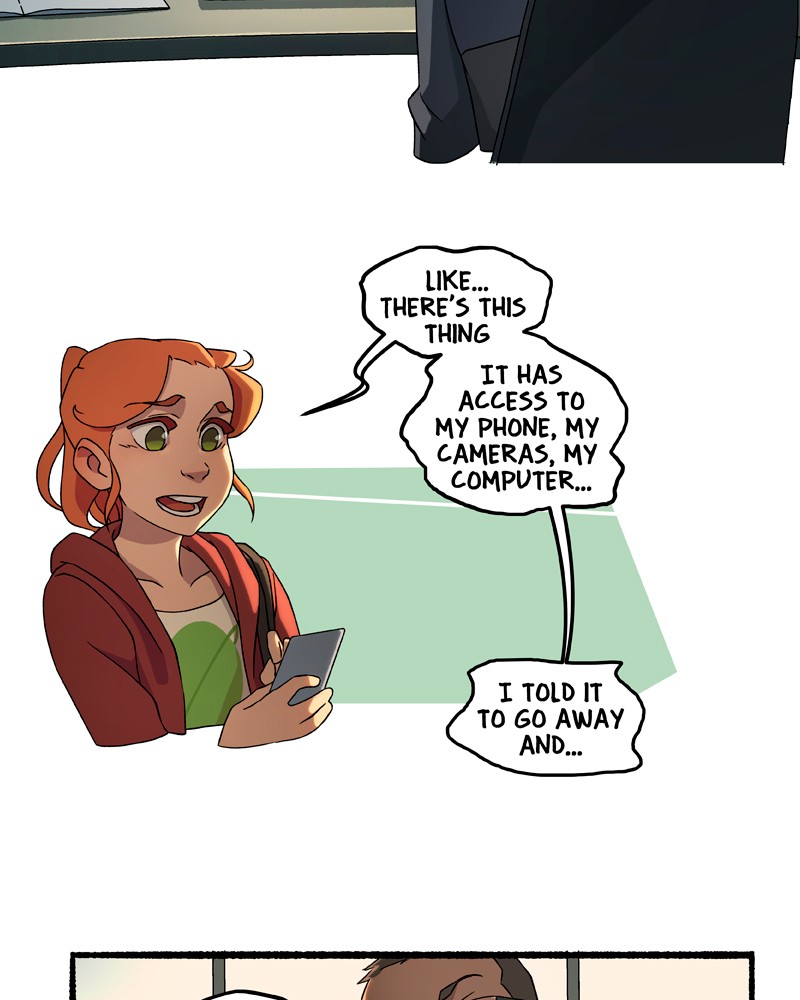 LIKE...
THERE'S THIS
THING
IT HAS
ACCESS TO
MY PHONE, MY
CAMERAS, MY
COMPUTER...
I TOLD IT
TO GO AWAY
AND...